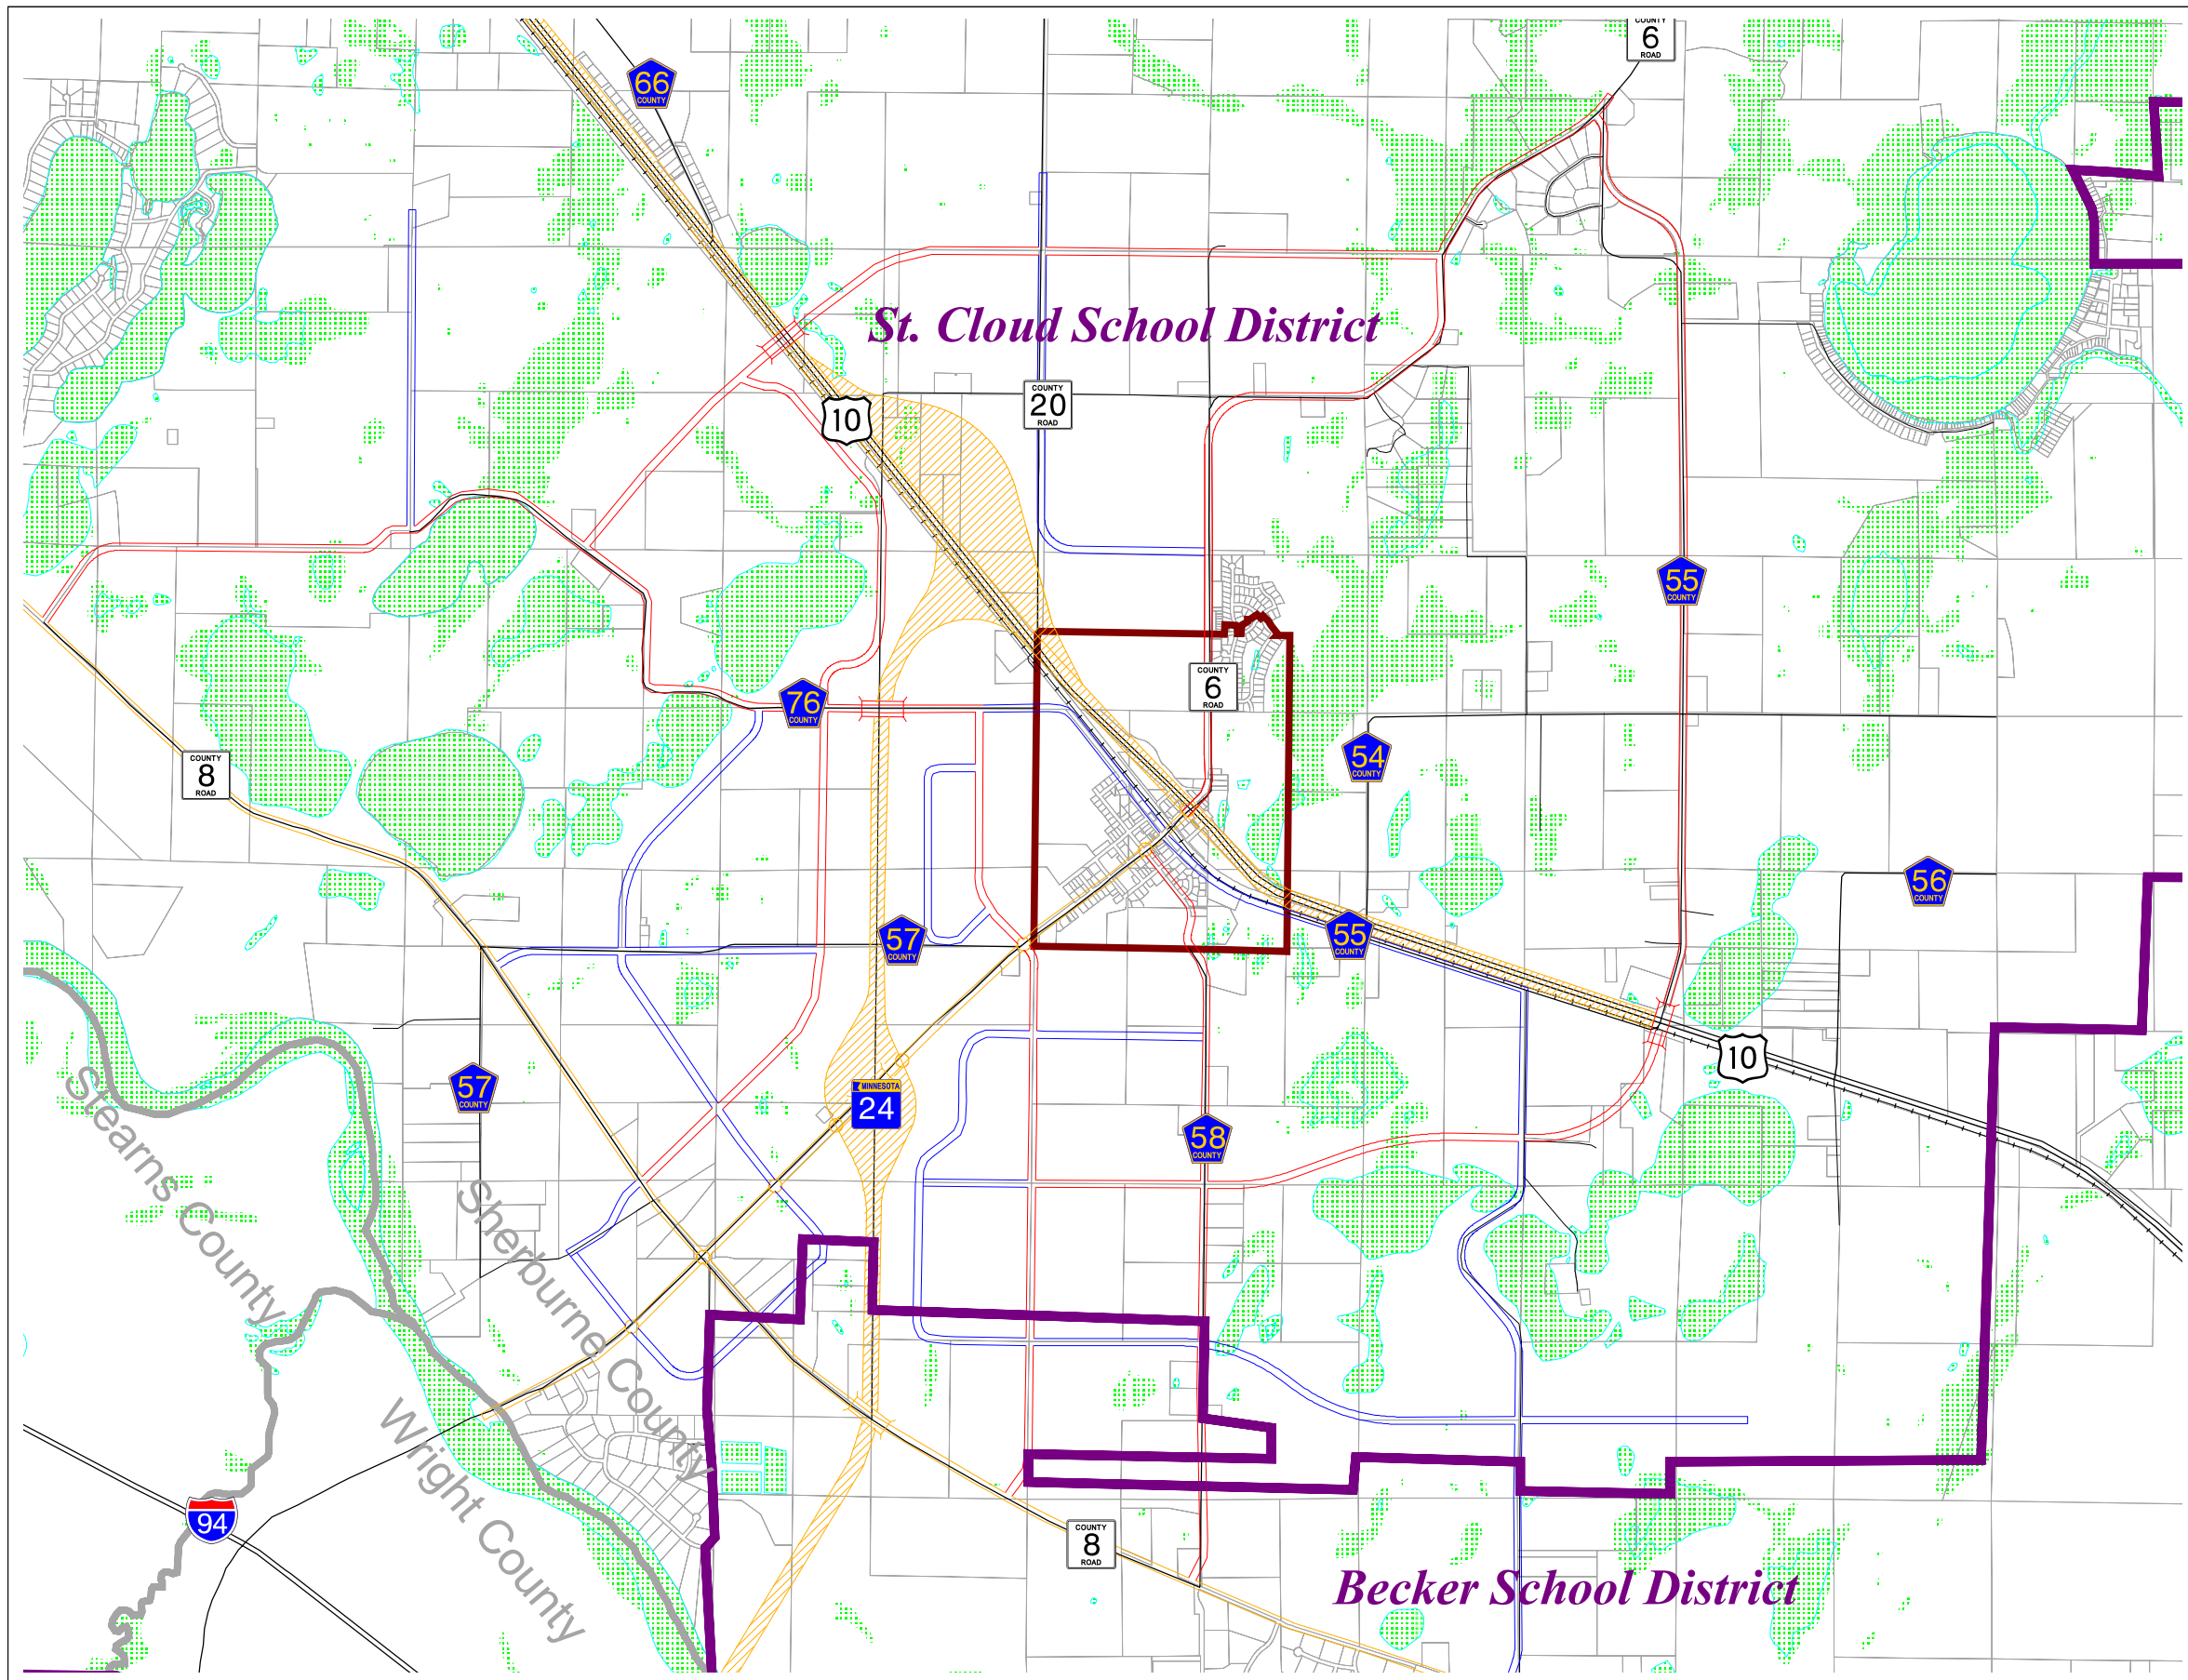 COUNTY
6
ROAD
66
COUNTY
St. Cloud School District
COUNTY
20
ROAD
10
55
COUNTY
COUNTY
6
ROAD
76
COUNTY
54
COUNTY
COUNTY
8
ROAD
56
COUNTY
57
COUNTY
55
COUNTY
10
57
COUNTY
MINNESOTA
24
58
COUNTY
Stearns County
Sherburne County
Wright County
94
COUNTY
8
ROAD
Becker School District